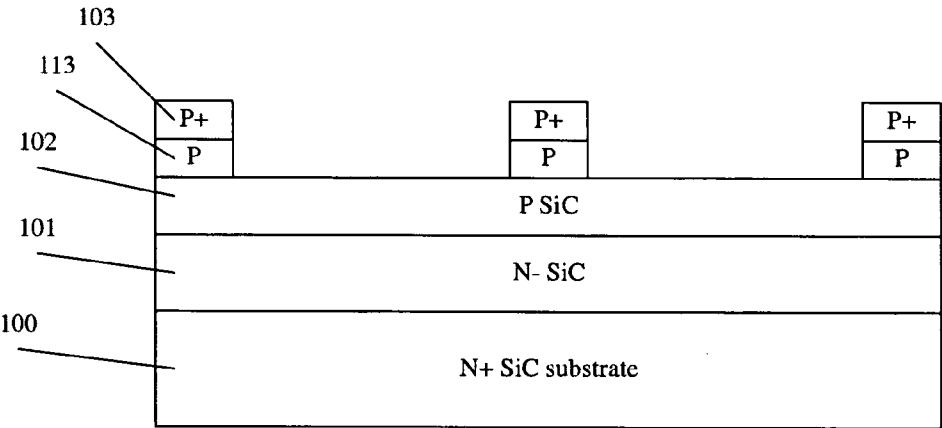 103
113
P+ P+ P+
P P P
102
P SiC
101
N- SiC
100
N+ SiC substrate